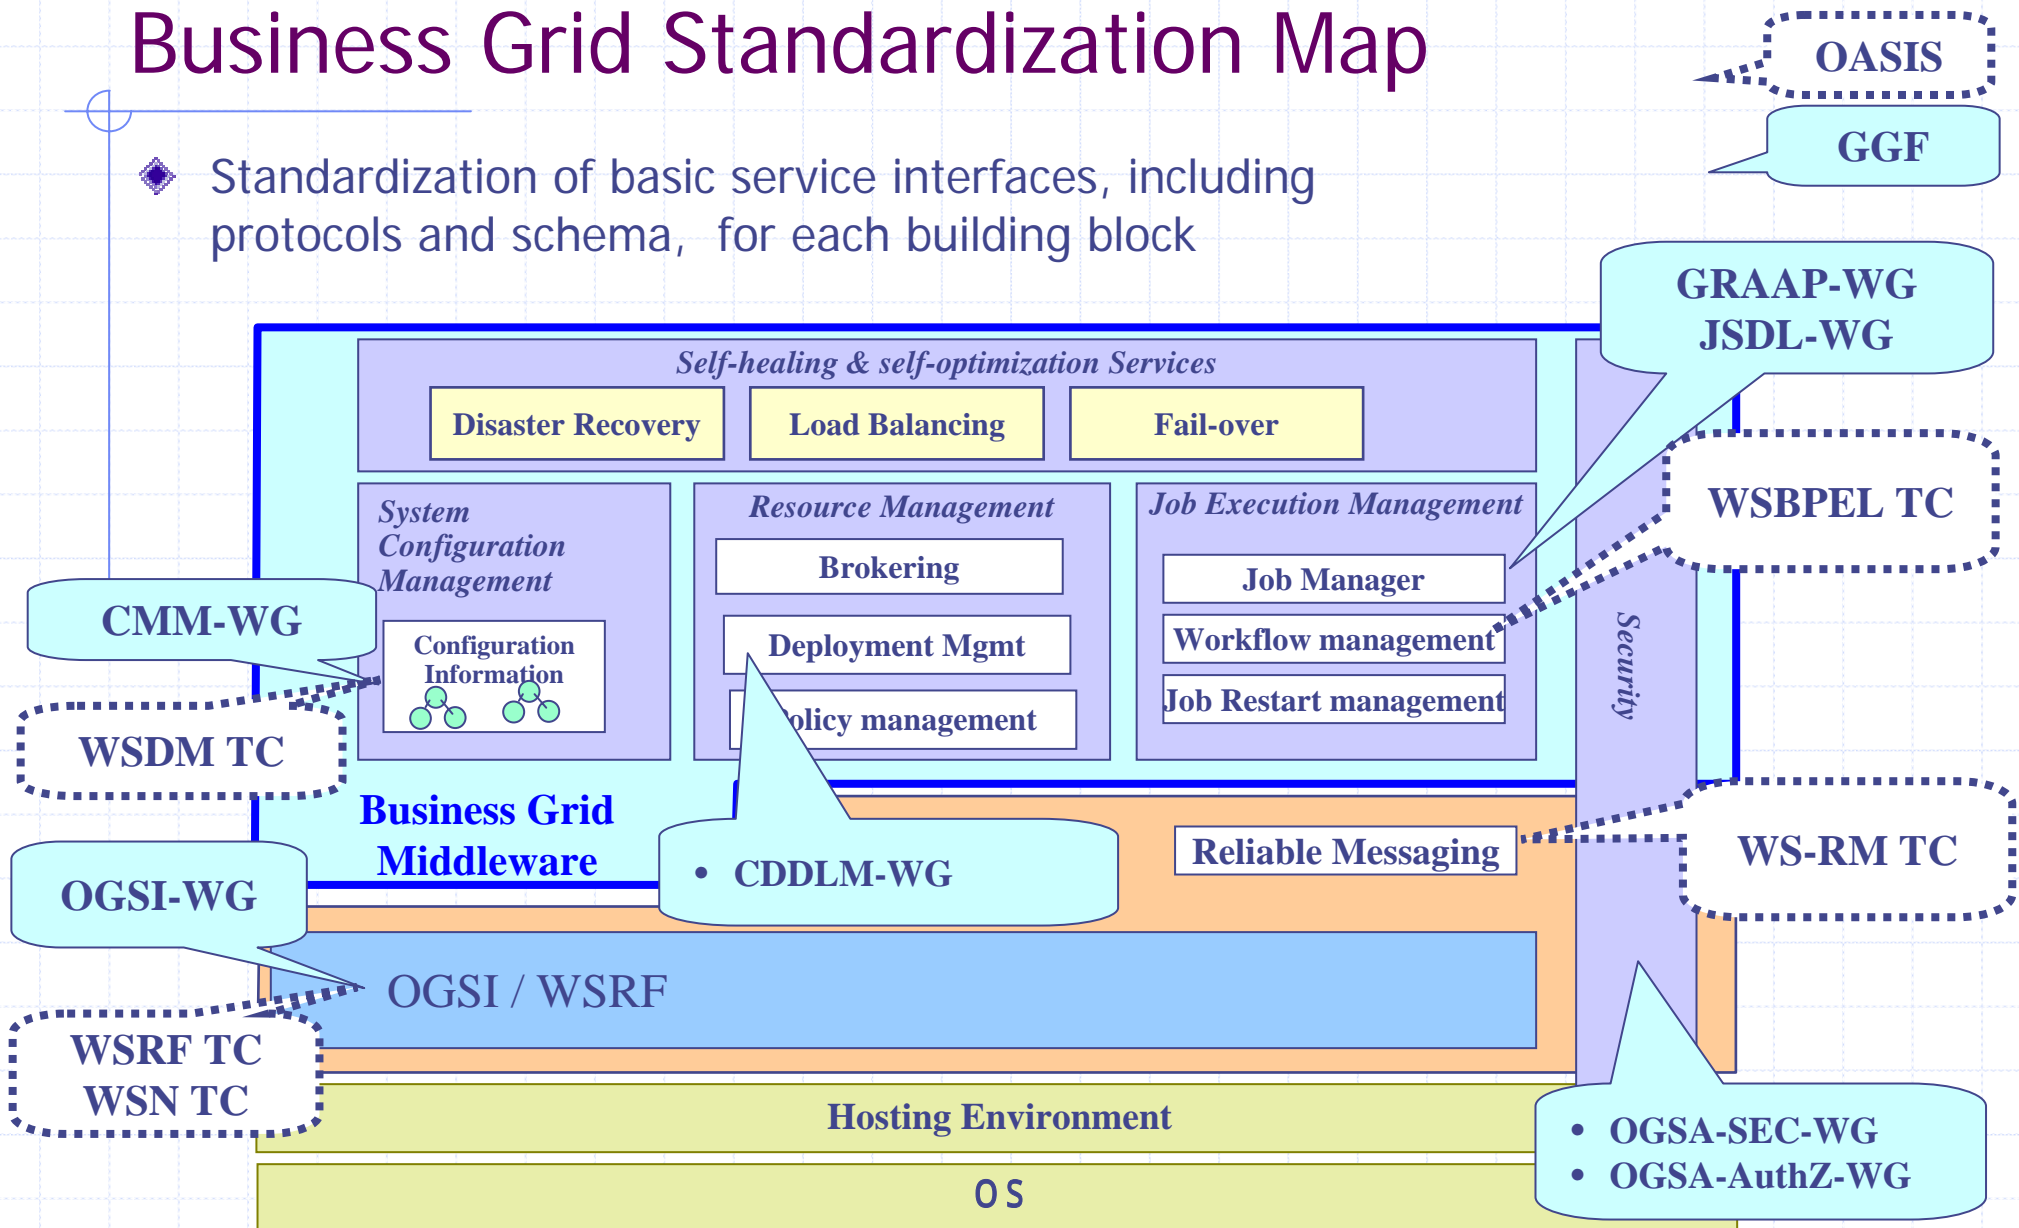 Business Grid Standardization Map
OASIS
GGF
Standardization of basic service interfaces, including
protocols and schema,  for each building block
GRAAP-WG
JSDL-WG
Self-healing & self-optimization Services
Disaster Recovery
Load Balancing
Fail-over
WSBPEL TC
System
Configuration
Management
Resource Management
Job Execution Management
Brokering
Job Manager
CMM-WG
Configuration
Information
Deployment Mgmt
Workflow management
Security
Policy management
Job Restart management
WSDM TC
Business Grid
Middleware
Reliable Messaging
WS-RM TC
• CDDLM-WG
OGSI-WG
OGSI / WSRF
WSRF TC
WSN TC
Hosting Environment
• OGSA-SEC-WG
• OGSA-AuthZ-WG
OS